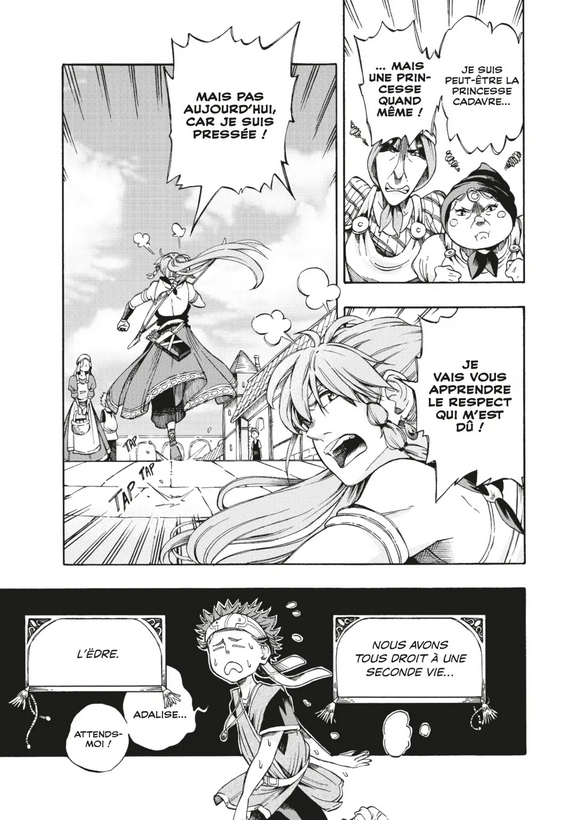 JE SUIS
PEUT-ÊTRE LA
PRINCESSE
CADAVRE...
... MAIS
UNE PRIN-
CESSE
QUAND
MÊME !
MAIS PAS
AUJOURD'HUI,
CAR JE SUIS
PRESSÉE !
TAP
TAP
TAP
TAP
JE
VAIS VOUS
APPRENDRE
LE RESPECT
QUI M'EST
DÛ !
NOUS AVONS
TOUS DROIT À UNE
SECONDE VIE...
L'ËDRE.
ADALISE...
ATTENDS-
MOI !